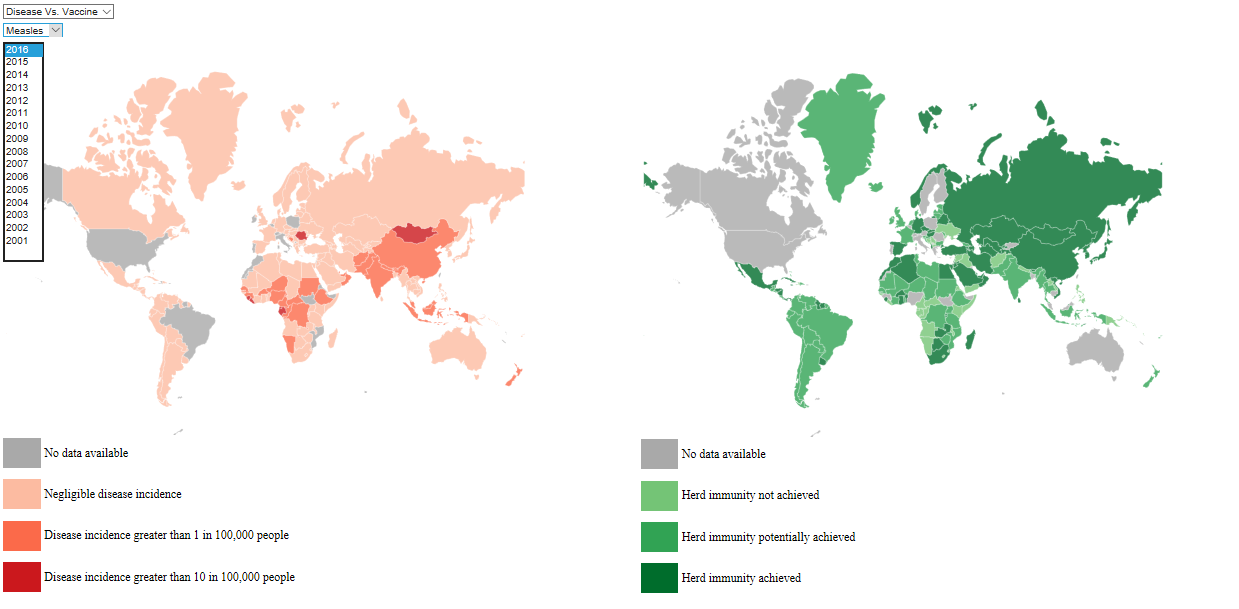 Disease Vs. Vaccine
Measles
2016
2015
2014
2013
2012
2011
2010
2009
2008
2007
2006
2005
2004
2003
2002
2001
No data available
Negligible disease incidence
Disease incidence greater than 1 in 100,000 people
Disease incidence greater than 10 in 100,000 people
No data available
Herd immunity not achieved
Herd immunity potentially achieved
Herd immunity achieved